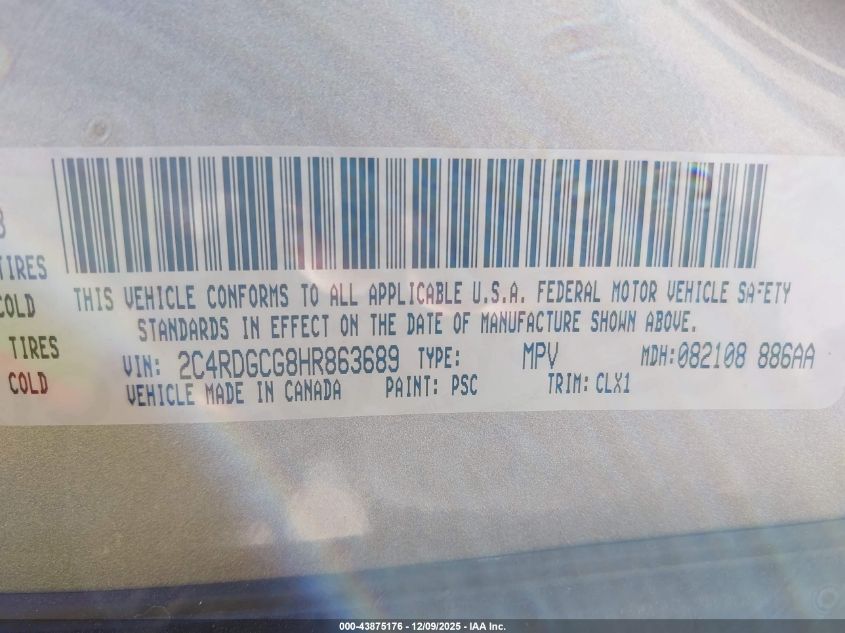 8
TIRES
COLD
THIS VEHICLE CONFORMS TO ALL APPLICABLE U.S.A. FEDERAL MOTOR VEHICLE SAFETY
STANDARDS IN EFFECT ON THE DATE OF MANUFACTURE SHOWN ABOVE.
TIRES
COLD
VIN: 2C4RDGCG8HR863689 TYPE: MPV MDH:082108 886AA
VEHICLE MADE IN CANADA PAINT: PSC TRIM: CLX1
000-43875176 - 12/09/2025 - IAA Inc.